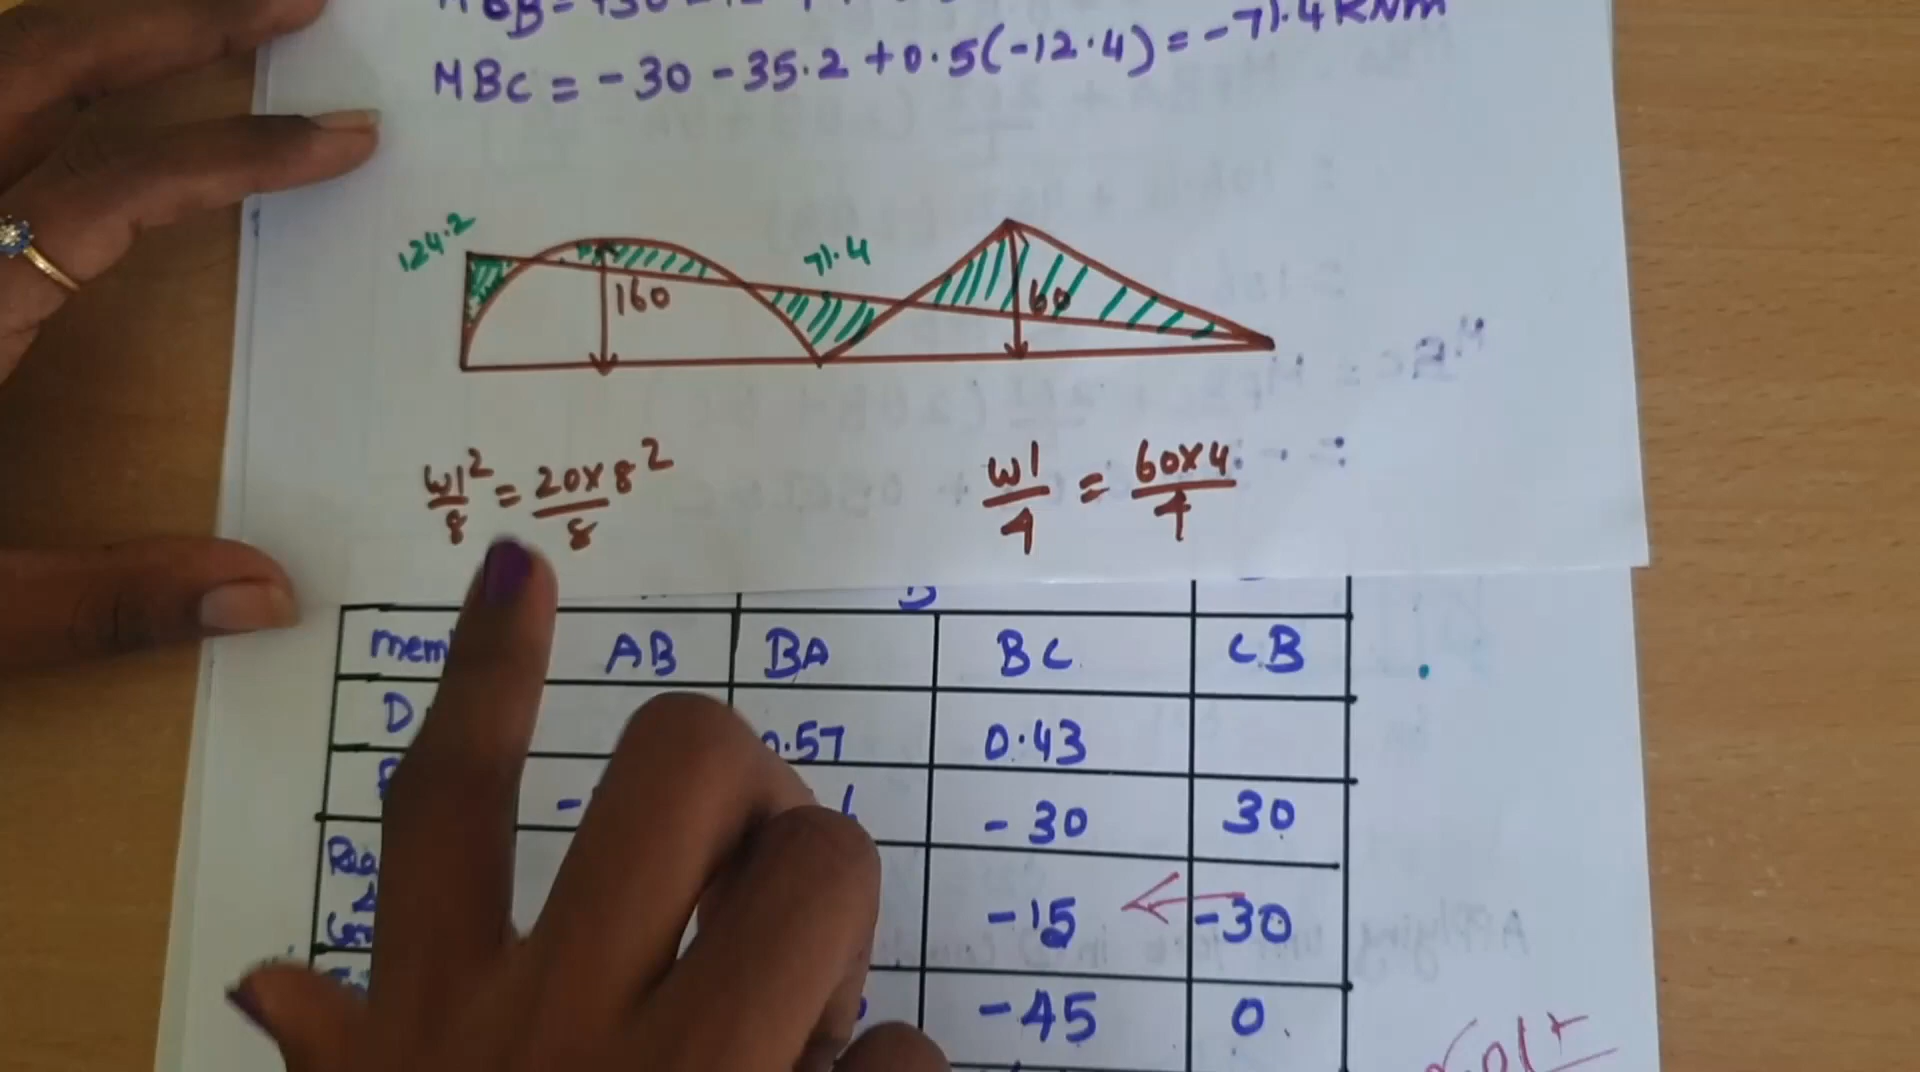 MBC = -30 - 35.2 + 0.5(-12.4) = -71.4 KNm
124.2
71.4
160
60
wl²/8 = 20×8²/8
wl/4 = 60×4/4
B
AB BA BC CB
0.57 0.43
-30 30
-15 -30
-45 0